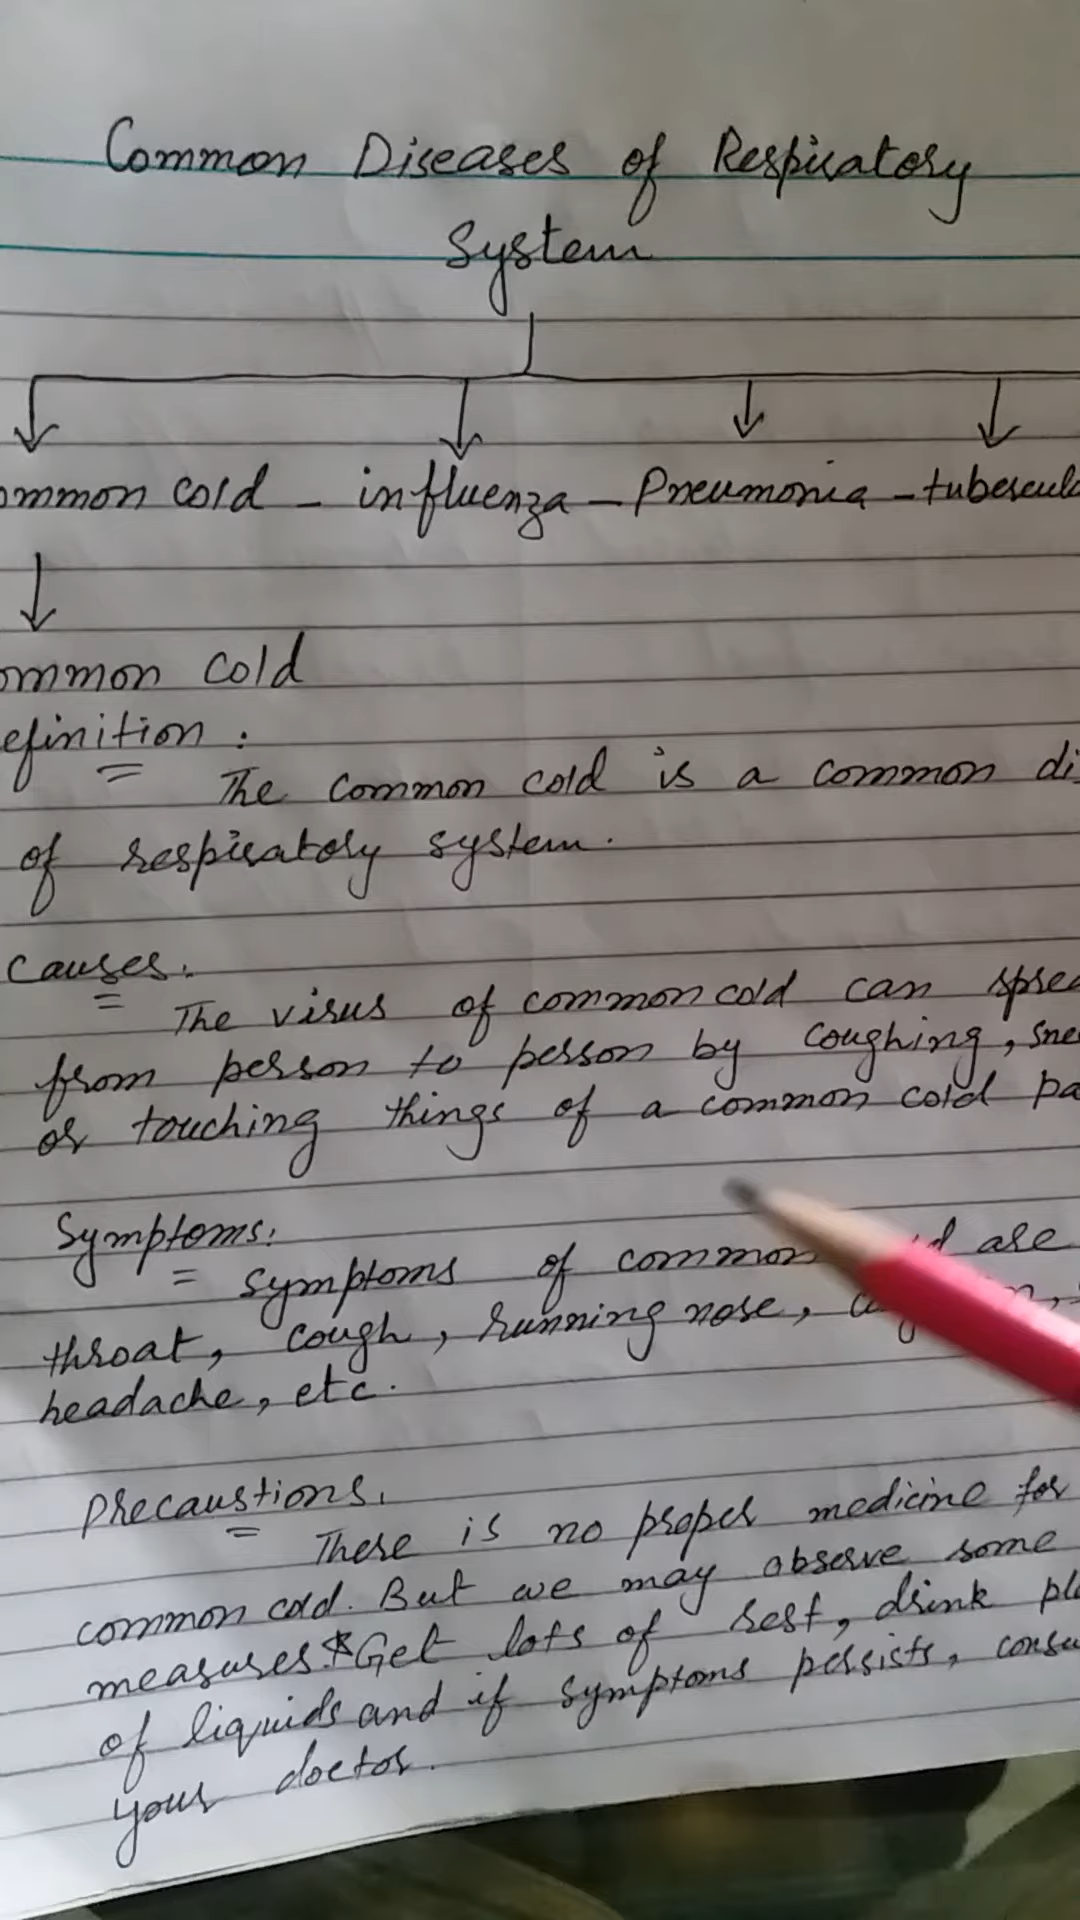 Common Diseases of Respiratory
System
ommon cold - influenza - Pneumonia - tubercul
ommon cold
efinition :
The common cold is a common di
of respiratory system.
Causes:
The virus of common cold can sprea
from person to person by coughing, sne
or touching things of a common cold pa
Symptoms:
symptoms of common are
throat, cough, running nose,
headache, etc.
Precaustions.
There is no proper medicine for
common cold. But we may observe some
measures.* Get lots of rest, drink pl
of liquids and if symptoms persists, consu
your doctor.